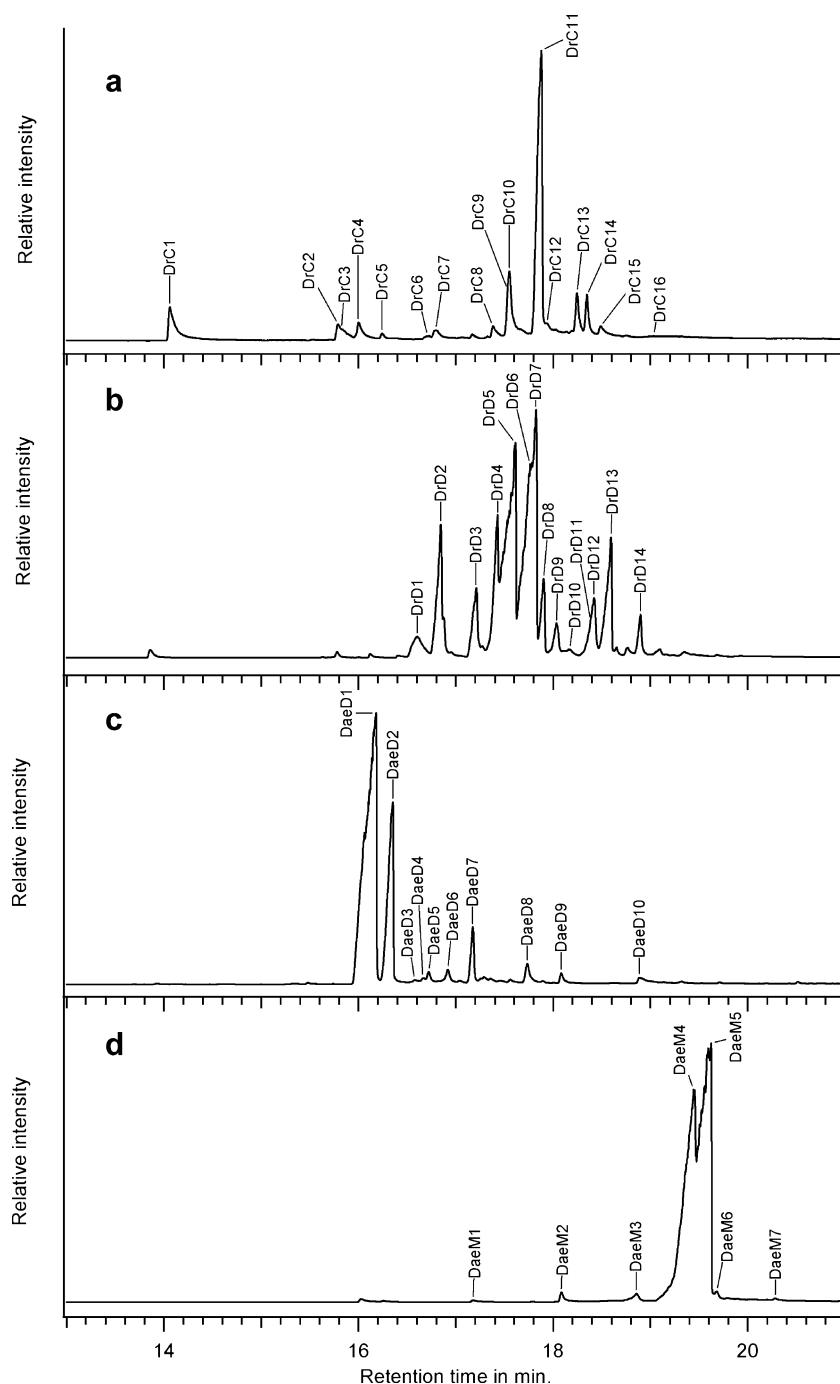 a
Relative intensity
DrC1
DrC2
DrC3
DrC4
DrC5
DrC6
DrC7
DrC8
DrC9
DrC10
DrC11
DrC12
DrC13
DrC14
DrC15
DrC16
b
Relative intensity
DrD1
DrD2
DrD3
DrD4
DrD5
DrD6
DrD7
DrD8
DrD9
DrD10
DrD11
DrD12
DrD13
DrD14
c
Relative intensity
DaeD1
DaeD2
DaeD3
DaeD4
DaeD5
DaeD6
DaeD7
DaeD8
DaeD9
DaeD10
d
Relative intensity
DaeM1
DaeM2
DaeM3
DaeM4
DaeM5
DaeM6
DaeM7
14 16 18 20
Retention time in min.